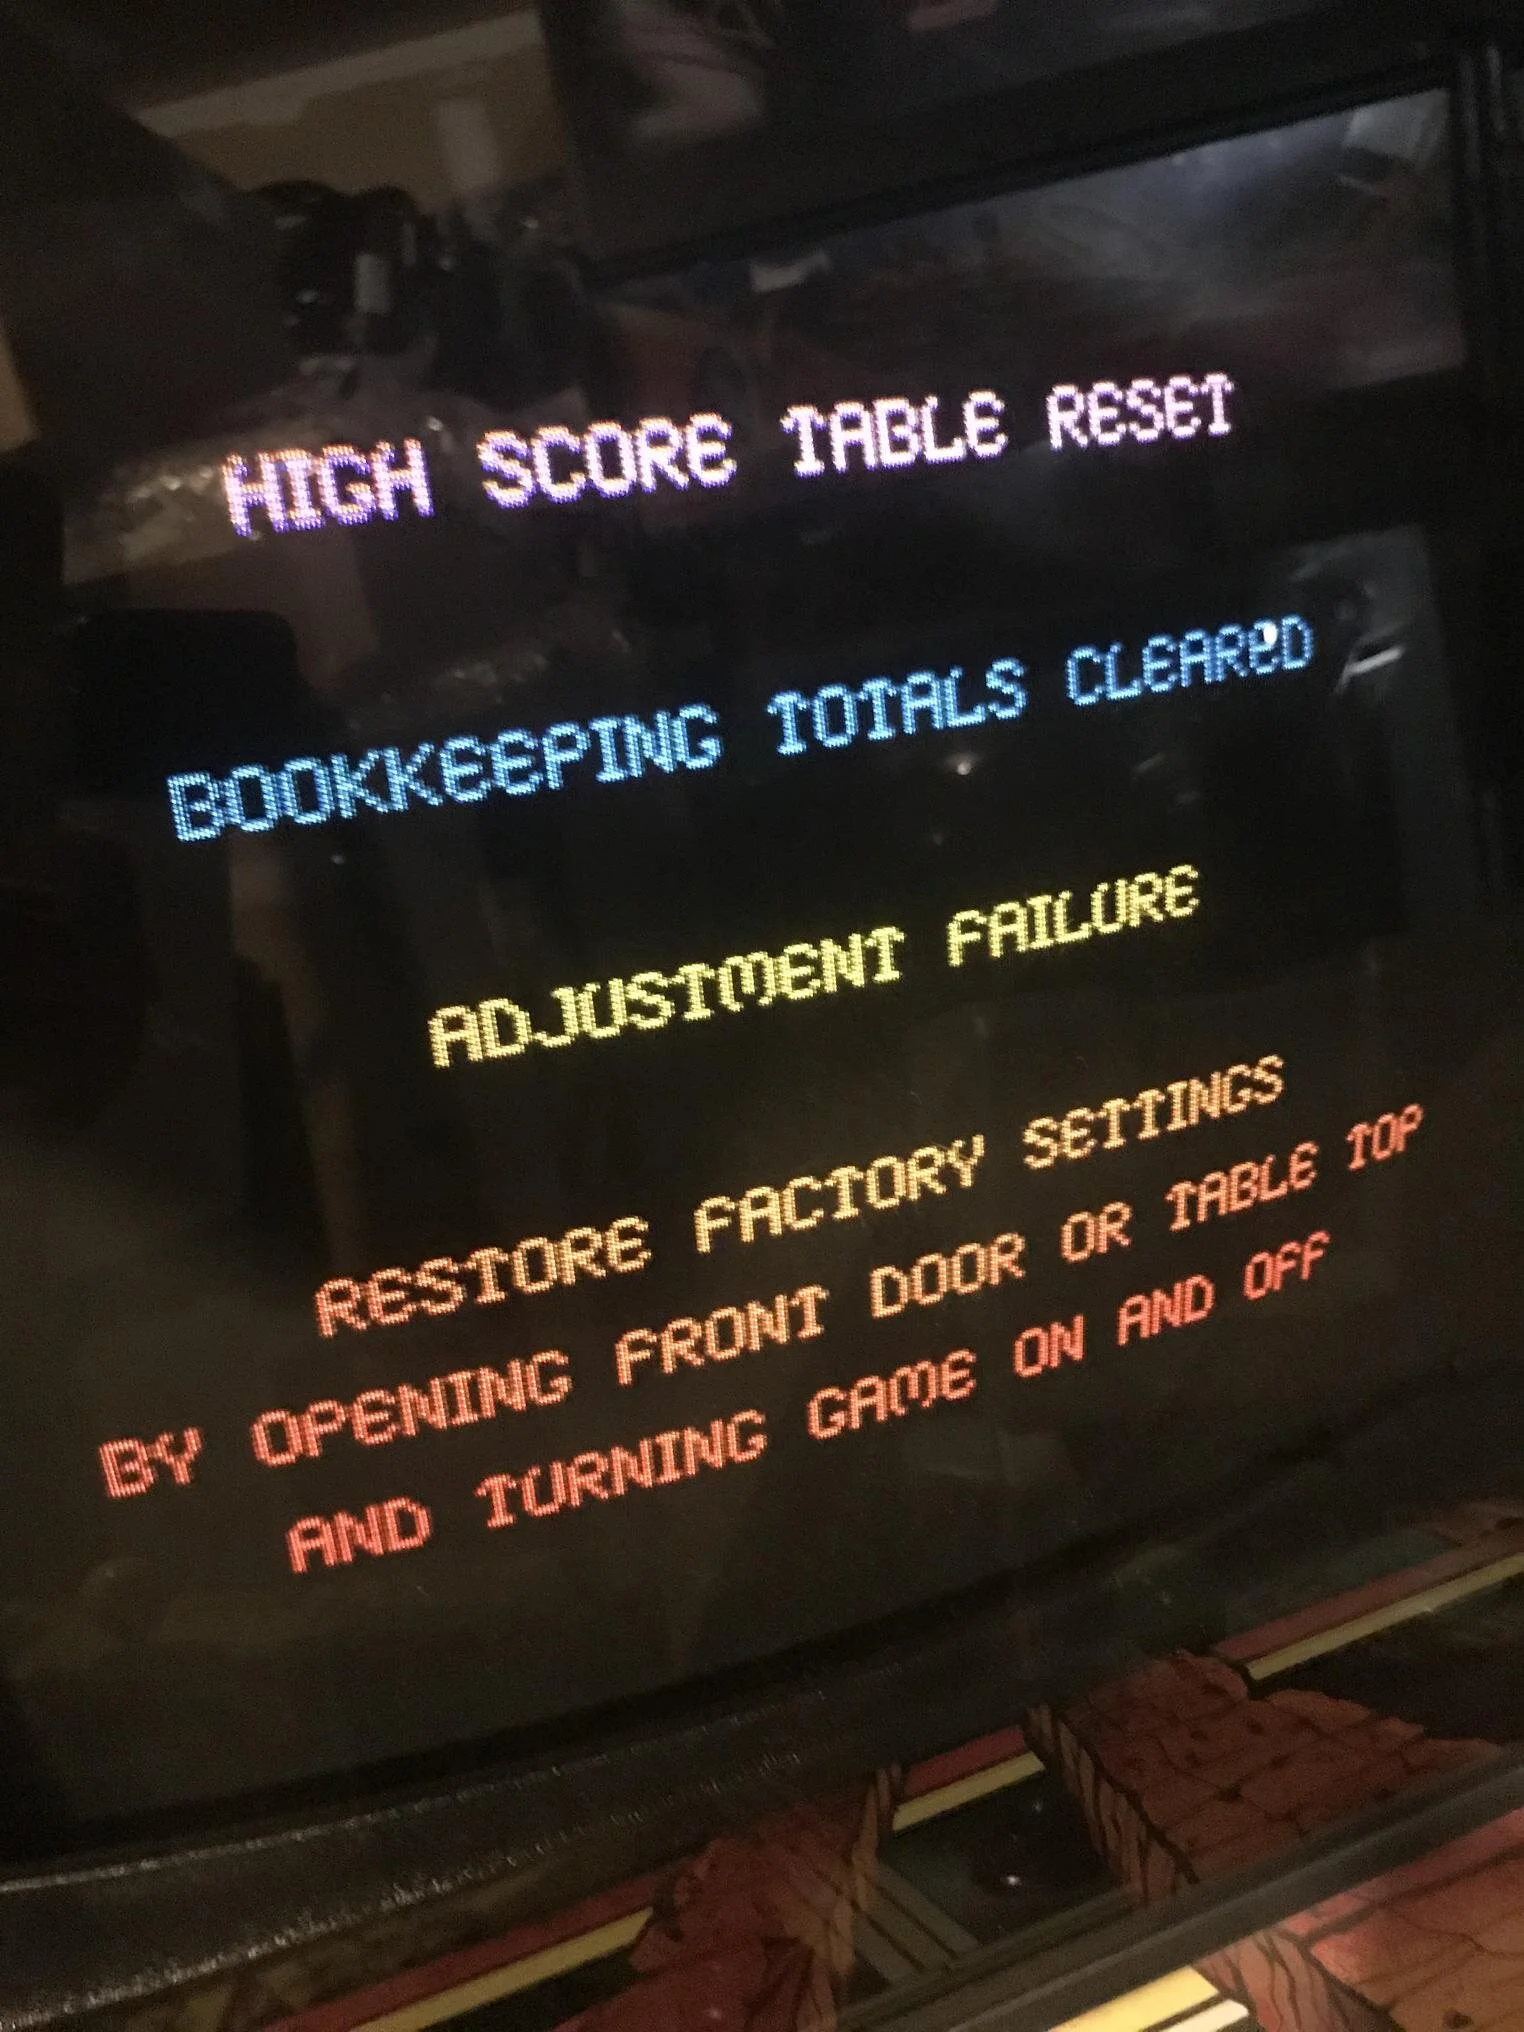 HIGH SCORE TABLE RESET
BOOKKEEPING TOTALS CLEARED
ADJUSTMENT FAILURE
RESTORE FACTORY SETTINGS
BY OPENING FRONT DOOR OR TABLE TOP
AND TURNING GAME ON AND OFF